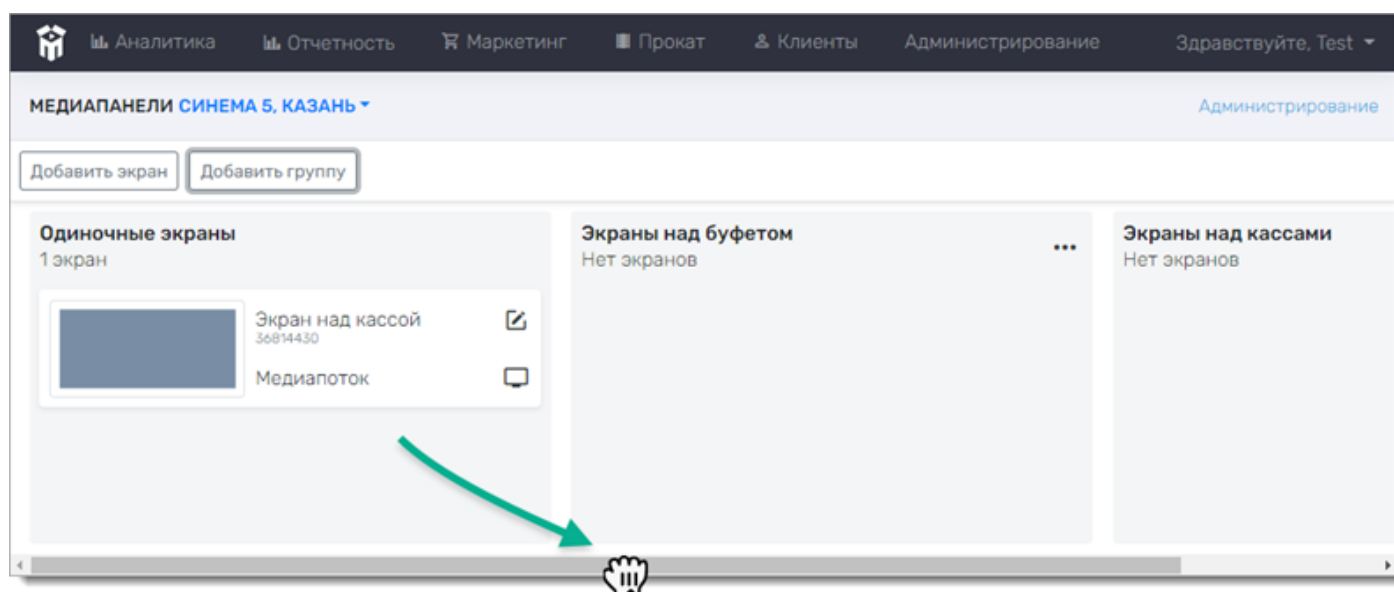 Аналитика Отчетность Маркетинг Прокат Клиенты Администрирование Здравствуйте, Test
МЕДИАПАНЕЛИ СИНЕМА 5, КАЗАНЬ Администрирование
Добавить экран Добавить группу
Одиночные экраны
1 экран
Экран над кассой
36814430
Медиапоток
Экраны над буфетом
Нет экранов
Экраны над кассами
Нет экранов